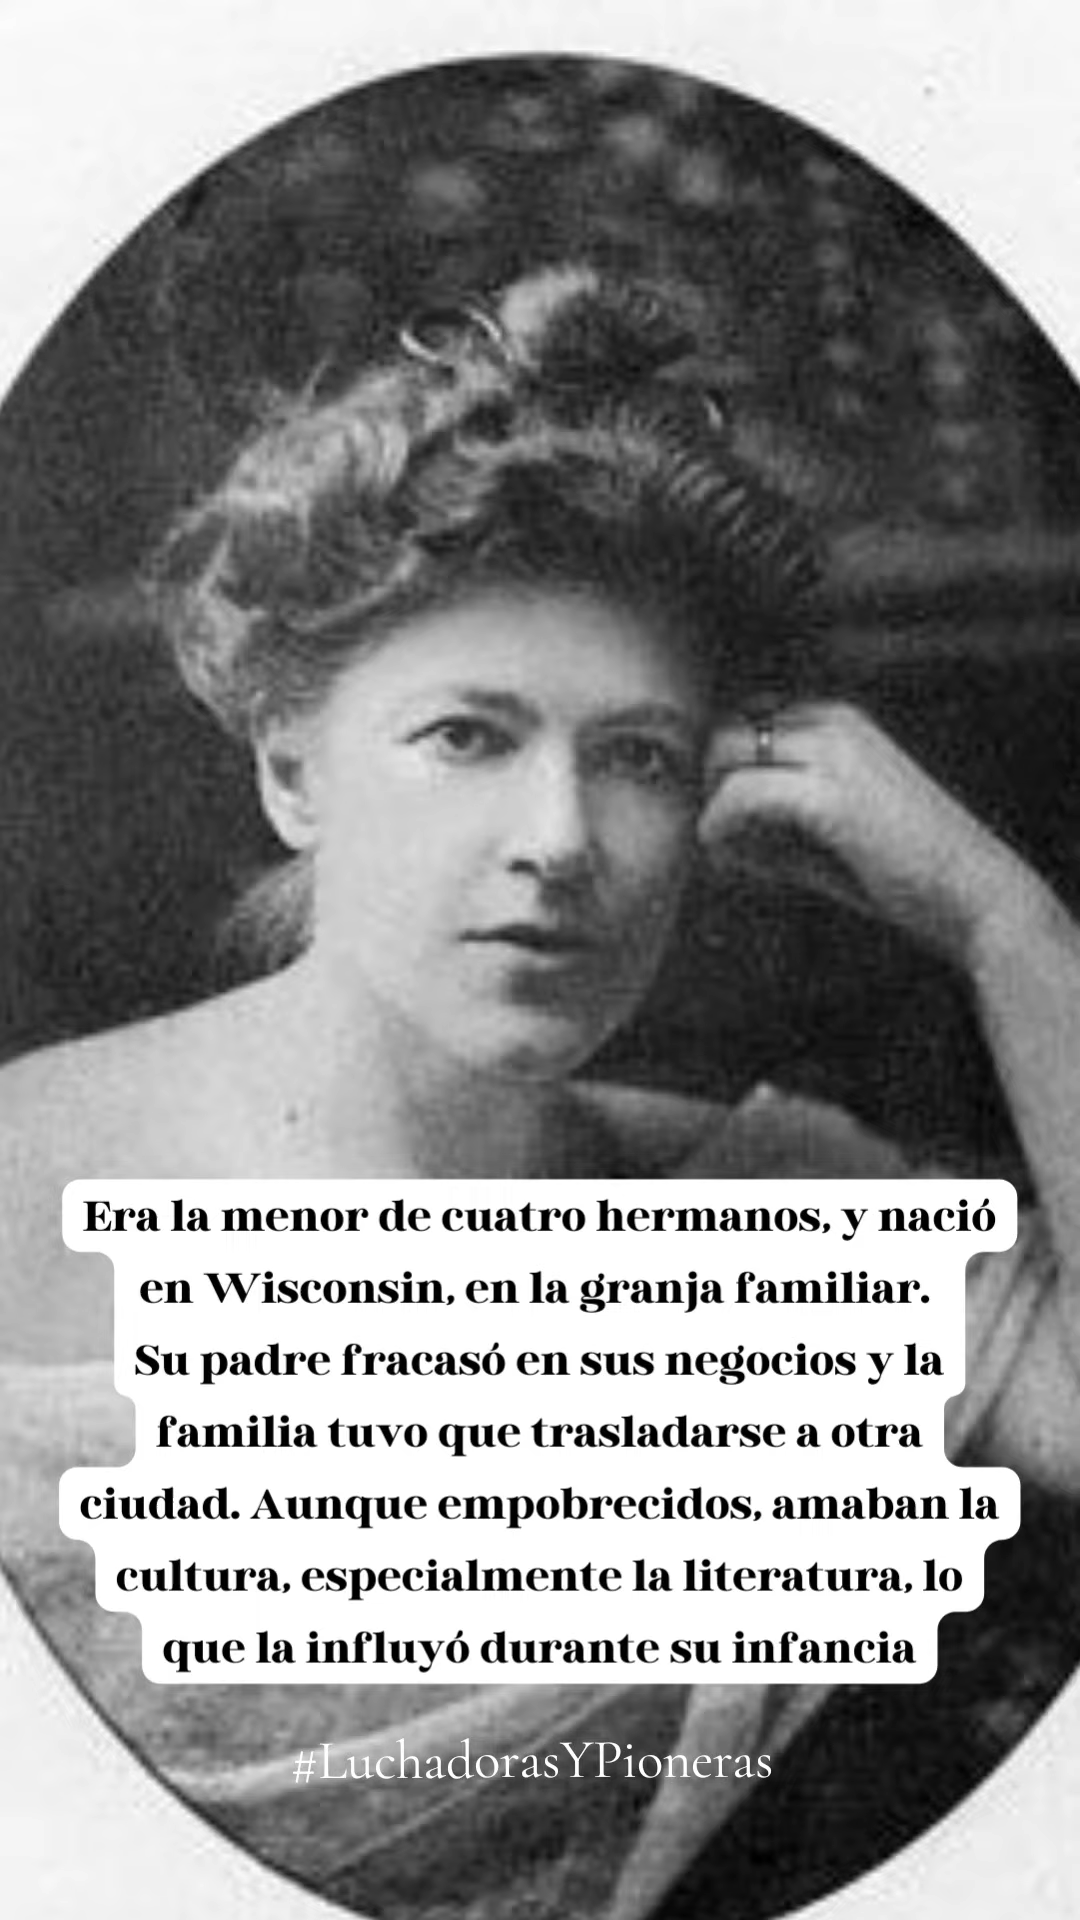 Era la menor de cuatro hermanos, y nació
en Wisconsin, en la granja familiar.
Su padre fracasó en sus negocios y la
familia tuvo que trasladarse a otra
ciudad. Aunque empobrecidos, amaban la
cultura, especialmente la literatura, lo
que la influyó durante su infancia
#LuchadorasYPioneras